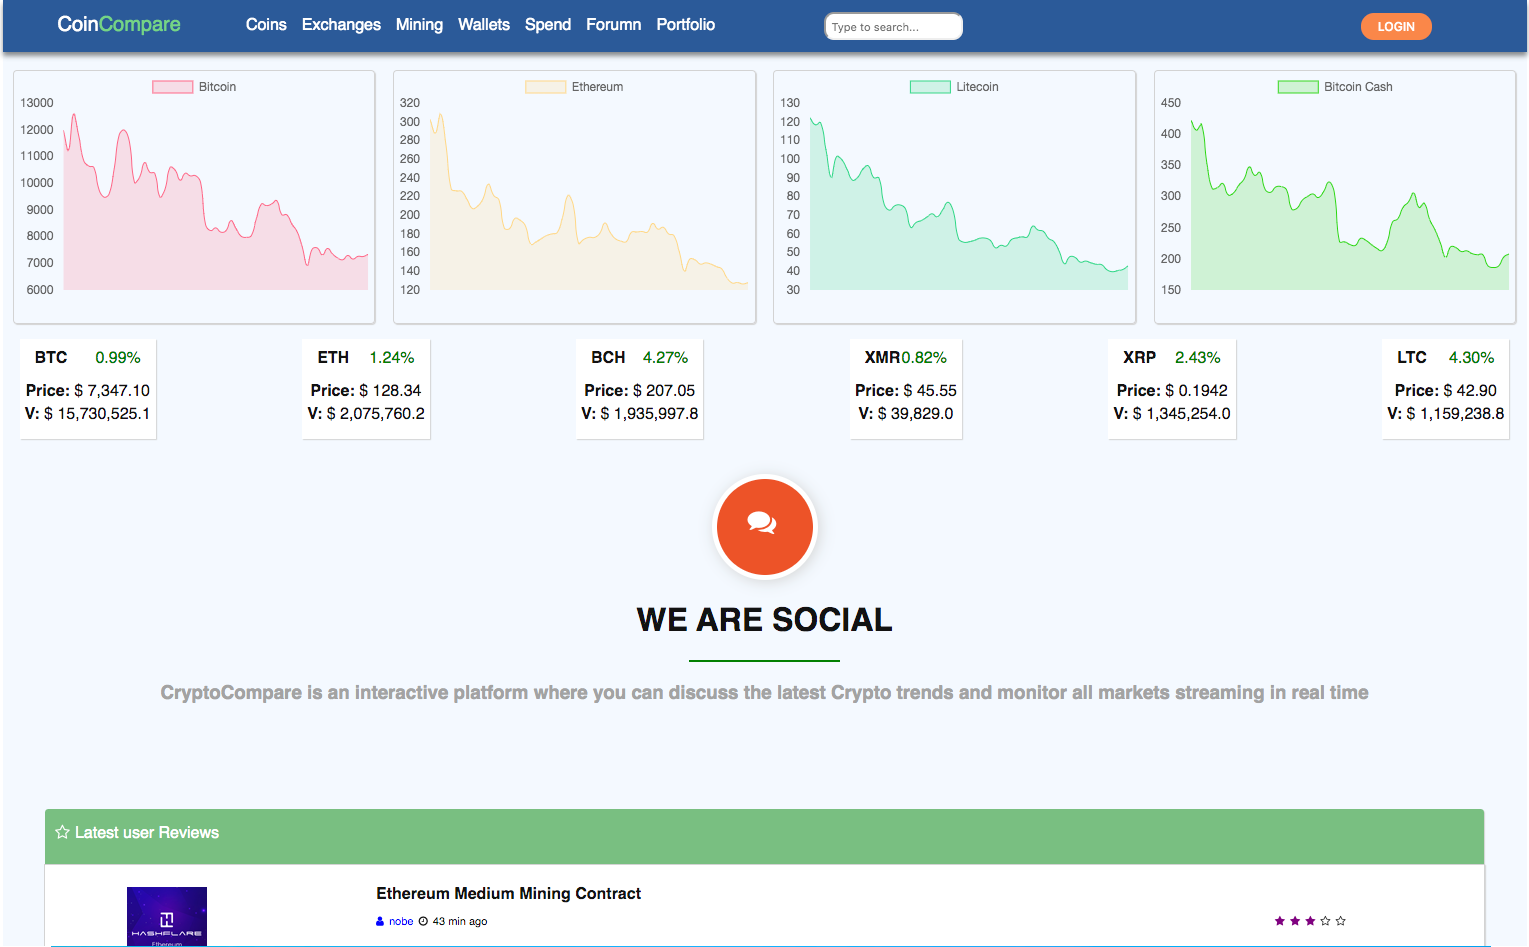 CoinCompare
Coins Exchanges Mining Wallets Spend Forumn Portfolio
Type to search...
LOGIN
Bitcoin
13000
12000
11000
10000
9000
8000
7000
6000
Ethereum
320
300
280
260
240
220
200
180
160
140
120
Litecoin
130
120
110
100
90
80
70
60
50
40
30
Bitcoin Cash
450
400
350
300
250
200
150
BTC 0.99%
Price: $ 7,347.10
V: $ 15,730,525.1
ETH 1.24%
Price: $ 128.34
V: $ 2,075,760.2
BCH 4.27%
Price: $ 207.05
V: $ 1,935,997.8
XMR0.82%
Price: $ 45.55
V: $ 39,829.0
XRP 2.43%
Price: $ 0.1942
V: $ 1,345,254.0
LTC 4.30%
Price: $ 42.90
V: $ 1,159,238.8
WE ARE SOCIAL
CryptoCompare is an interactive platform where you can discuss the latest Crypto trends and monitor all markets streaming in real time
Latest user Reviews
HASHFLARE
Ethereum
Ethereum Medium Mining Contract
nobe 43 min ago